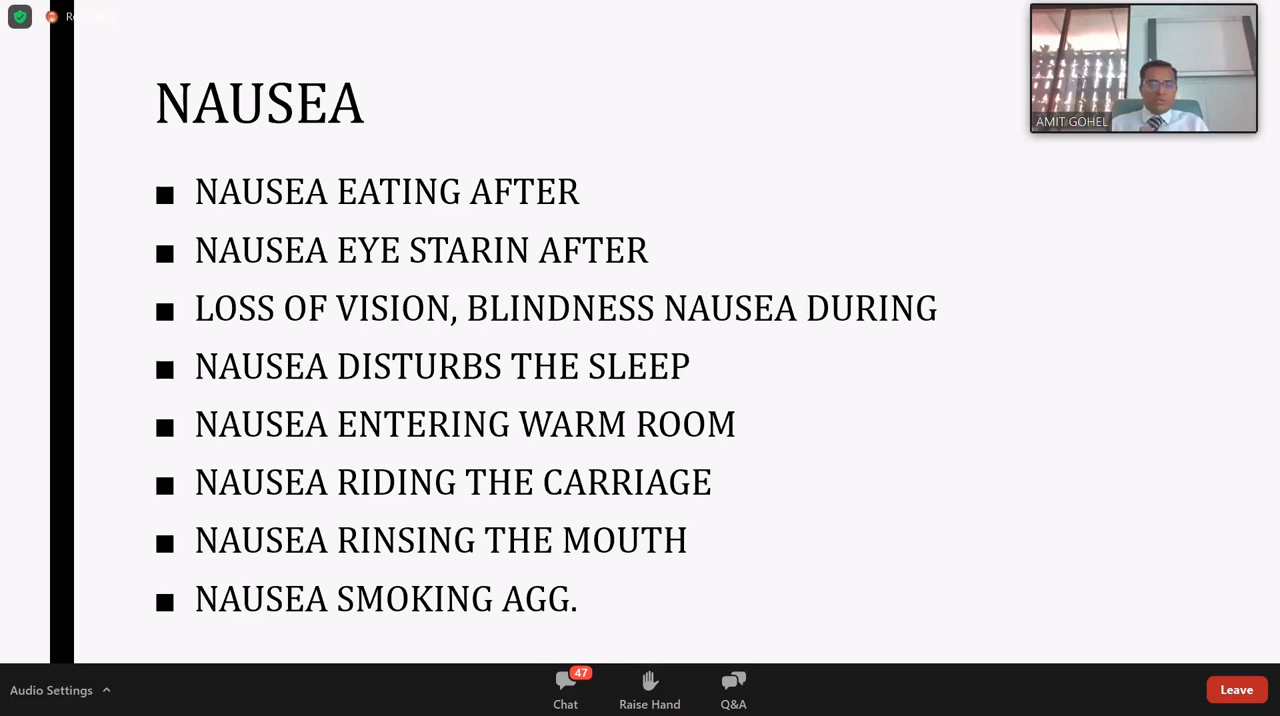 NAUSEA
AMIT GOHEL
■ NAUSEA EATING AFTER
■ NAUSEA EYE STARIN AFTER
■ LOSS OF VISION, BLINDNESS NAUSEA DURING
■ NAUSEA DISTURBS THE SLEEP
■ NAUSEA ENTERING WARM ROOM
■ NAUSEA RIDING THE CARRIAGE
■ NAUSEA RINSING THE MOUTH
■ NAUSEA SMOKING AGG.
Audio Settings
47
Chat
Raise Hand
Q&A
Leave